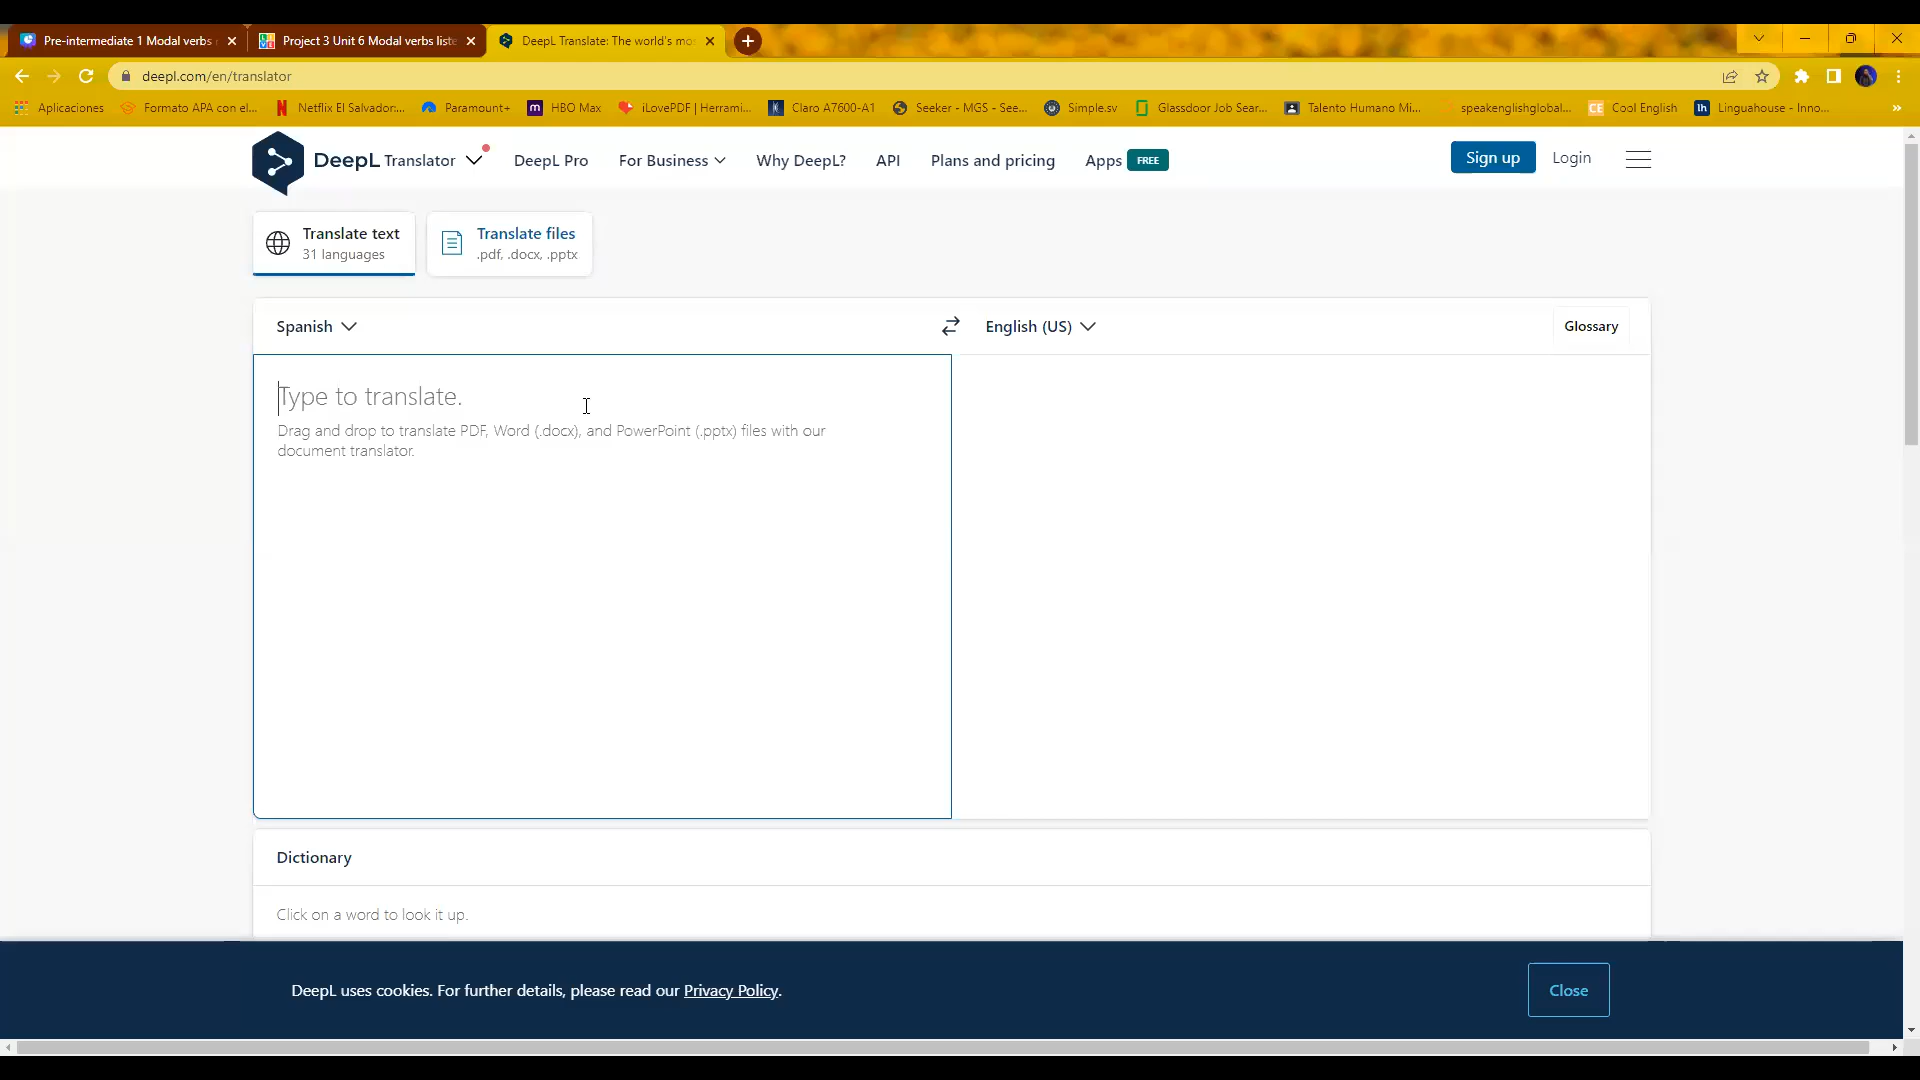 Pre-intermediate 1 Modal verbs
Project 3 Unit 6 Modal verbs liste
DeepL Translate: The world's mos
deepl.com/en/translator
Aplicaciones
Formato APA con el...
Netflix El Salvador:...
Paramount+
HBO Max
iLovePDF | Herrami...
Claro A7600-A1
Seeker - MGS - See...
Simple.sv
Glassdoor Job Sear...
Talento Humano Mi...
speakenglishglobal...
CE Cool English
lh Linguahouse - Inno...
DeepL Translator
DeepL Pro
For Business
Why DeepL?
API
Plans and pricing
Apps FREE
Sign up
Login
Translate text
31 languages
Translate files
.pdf, .docx, .pptx
Spanish
English (US)
Glossary
Type to translate.
Drag and drop to translate PDF, Word (.docx), and PowerPoint (.pptx) files with our
document translator.
Dictionary
Click on a word to look it up.
DeepL uses cookies. For further details, please read our Privacy Policy.
Close